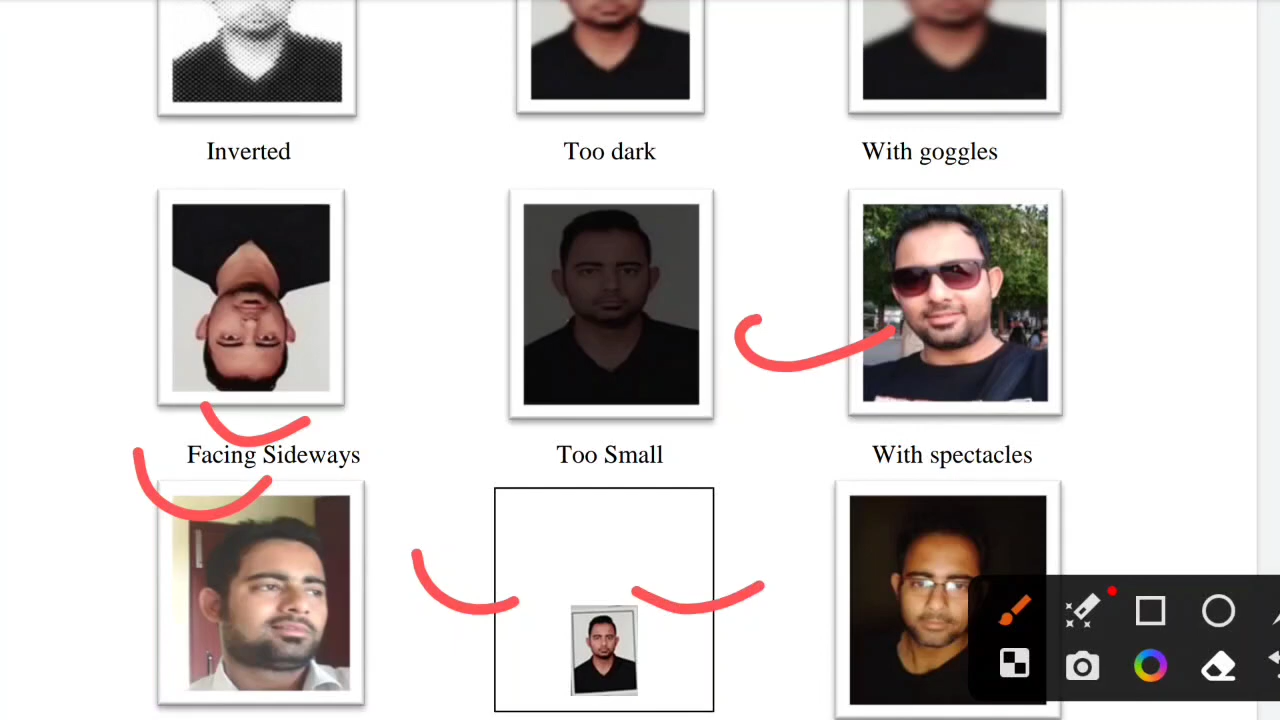 Inverted Too dark With goggles
Facing Sideways Too Small With spectacles